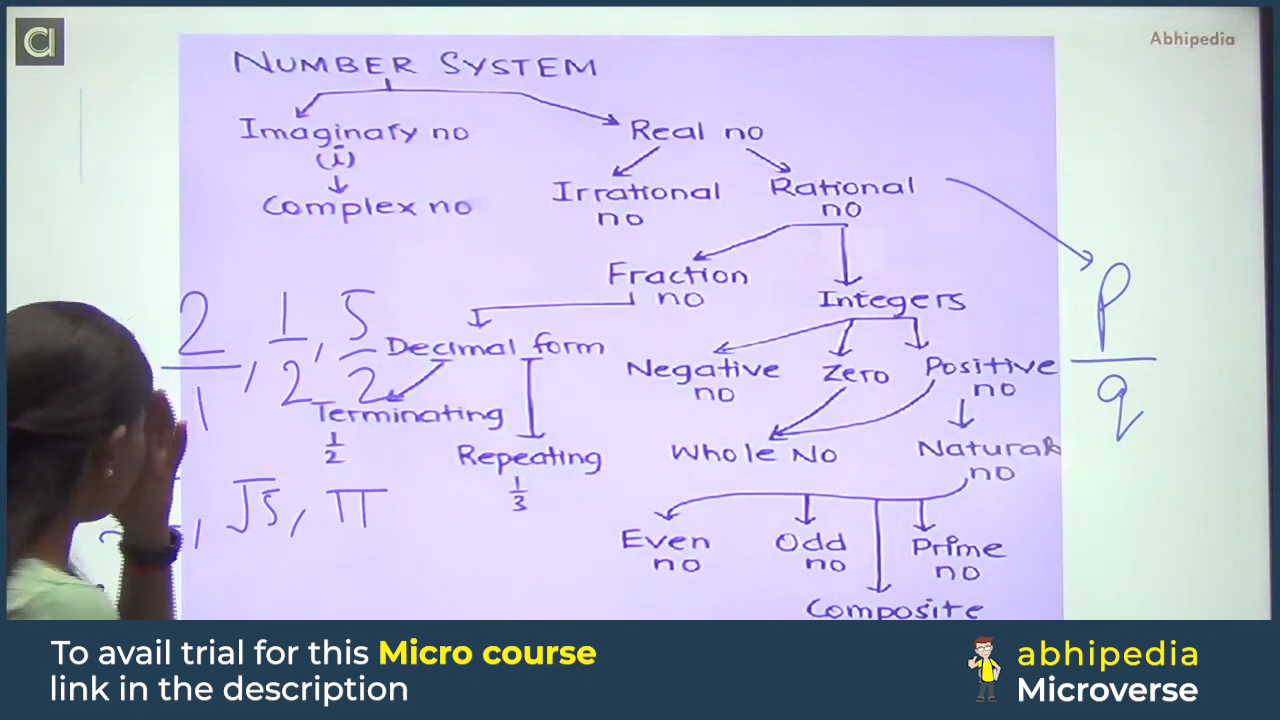 a
Abhipedia
NUMBER SYSTEM
Imaginary no
(i)
Complex no
Real no
Irrational
no
Rational
no
P
q
Fraction
no
Integers
2
1
, 1
2
, 5
2
Decimal form
Terminating
1
2
Repeating
1
3
Negative
no
Zero
Positive
no
Whole No
Natural
no
, √5, π
Even
no
Odd
no
Prime
no
Composite
To avail trial for this Micro course
link in the description
abhipedia
Microverse